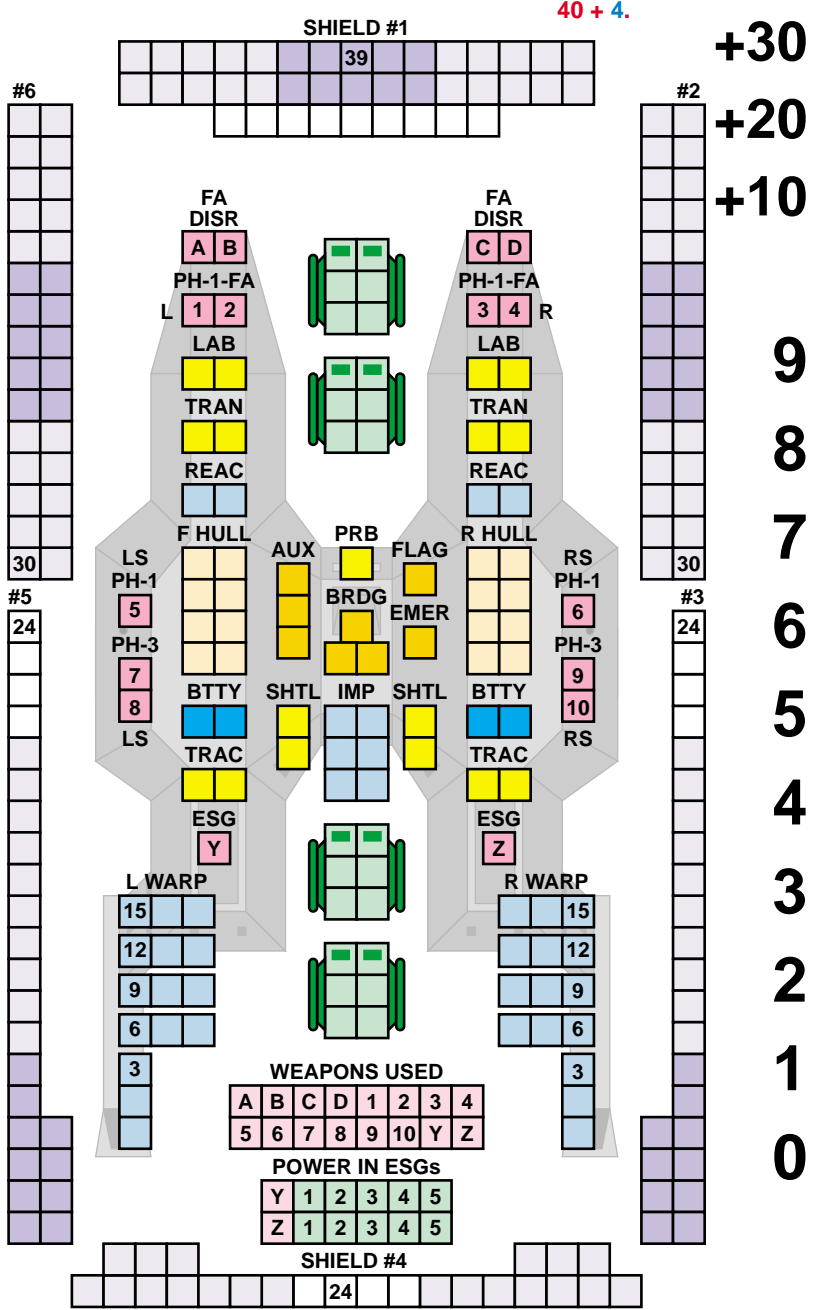 40 + 4.
SHIELD #1
+30
39
#6
#2
+20
+10
FA
DISR
FA
DISR
A B
C D
PH-1-FA
PH-1-FA
L 1 2
3 4 R
LAB
LAB
9
TRAN
TRAN
8
REAC
REAC
F HULL
PRB
R HULL
7
AUX
FLAG
30
30
LS
PH-1
RS
PH-1
#5
#3
BRDG
5
6
EMER
24
24
6
PH-3
PH-3
7
9
8
10
BTTY
SHTL
IMP
SHTL
BTTY
5
LS
RS
TRAC
TRAC
4
ESG
ESG
Y
Z
L WARP
R WARP
3
15
15
12
12
9
9
2
6
6
3
3
1
WEAPONS USED
A B C D 1 2 3 4
5 6 7 8 9 10 Y Z
0
POWER IN ESGs
Y 1 2 3 4 5
Z 1 2 3 4 5
SHIELD #4
24